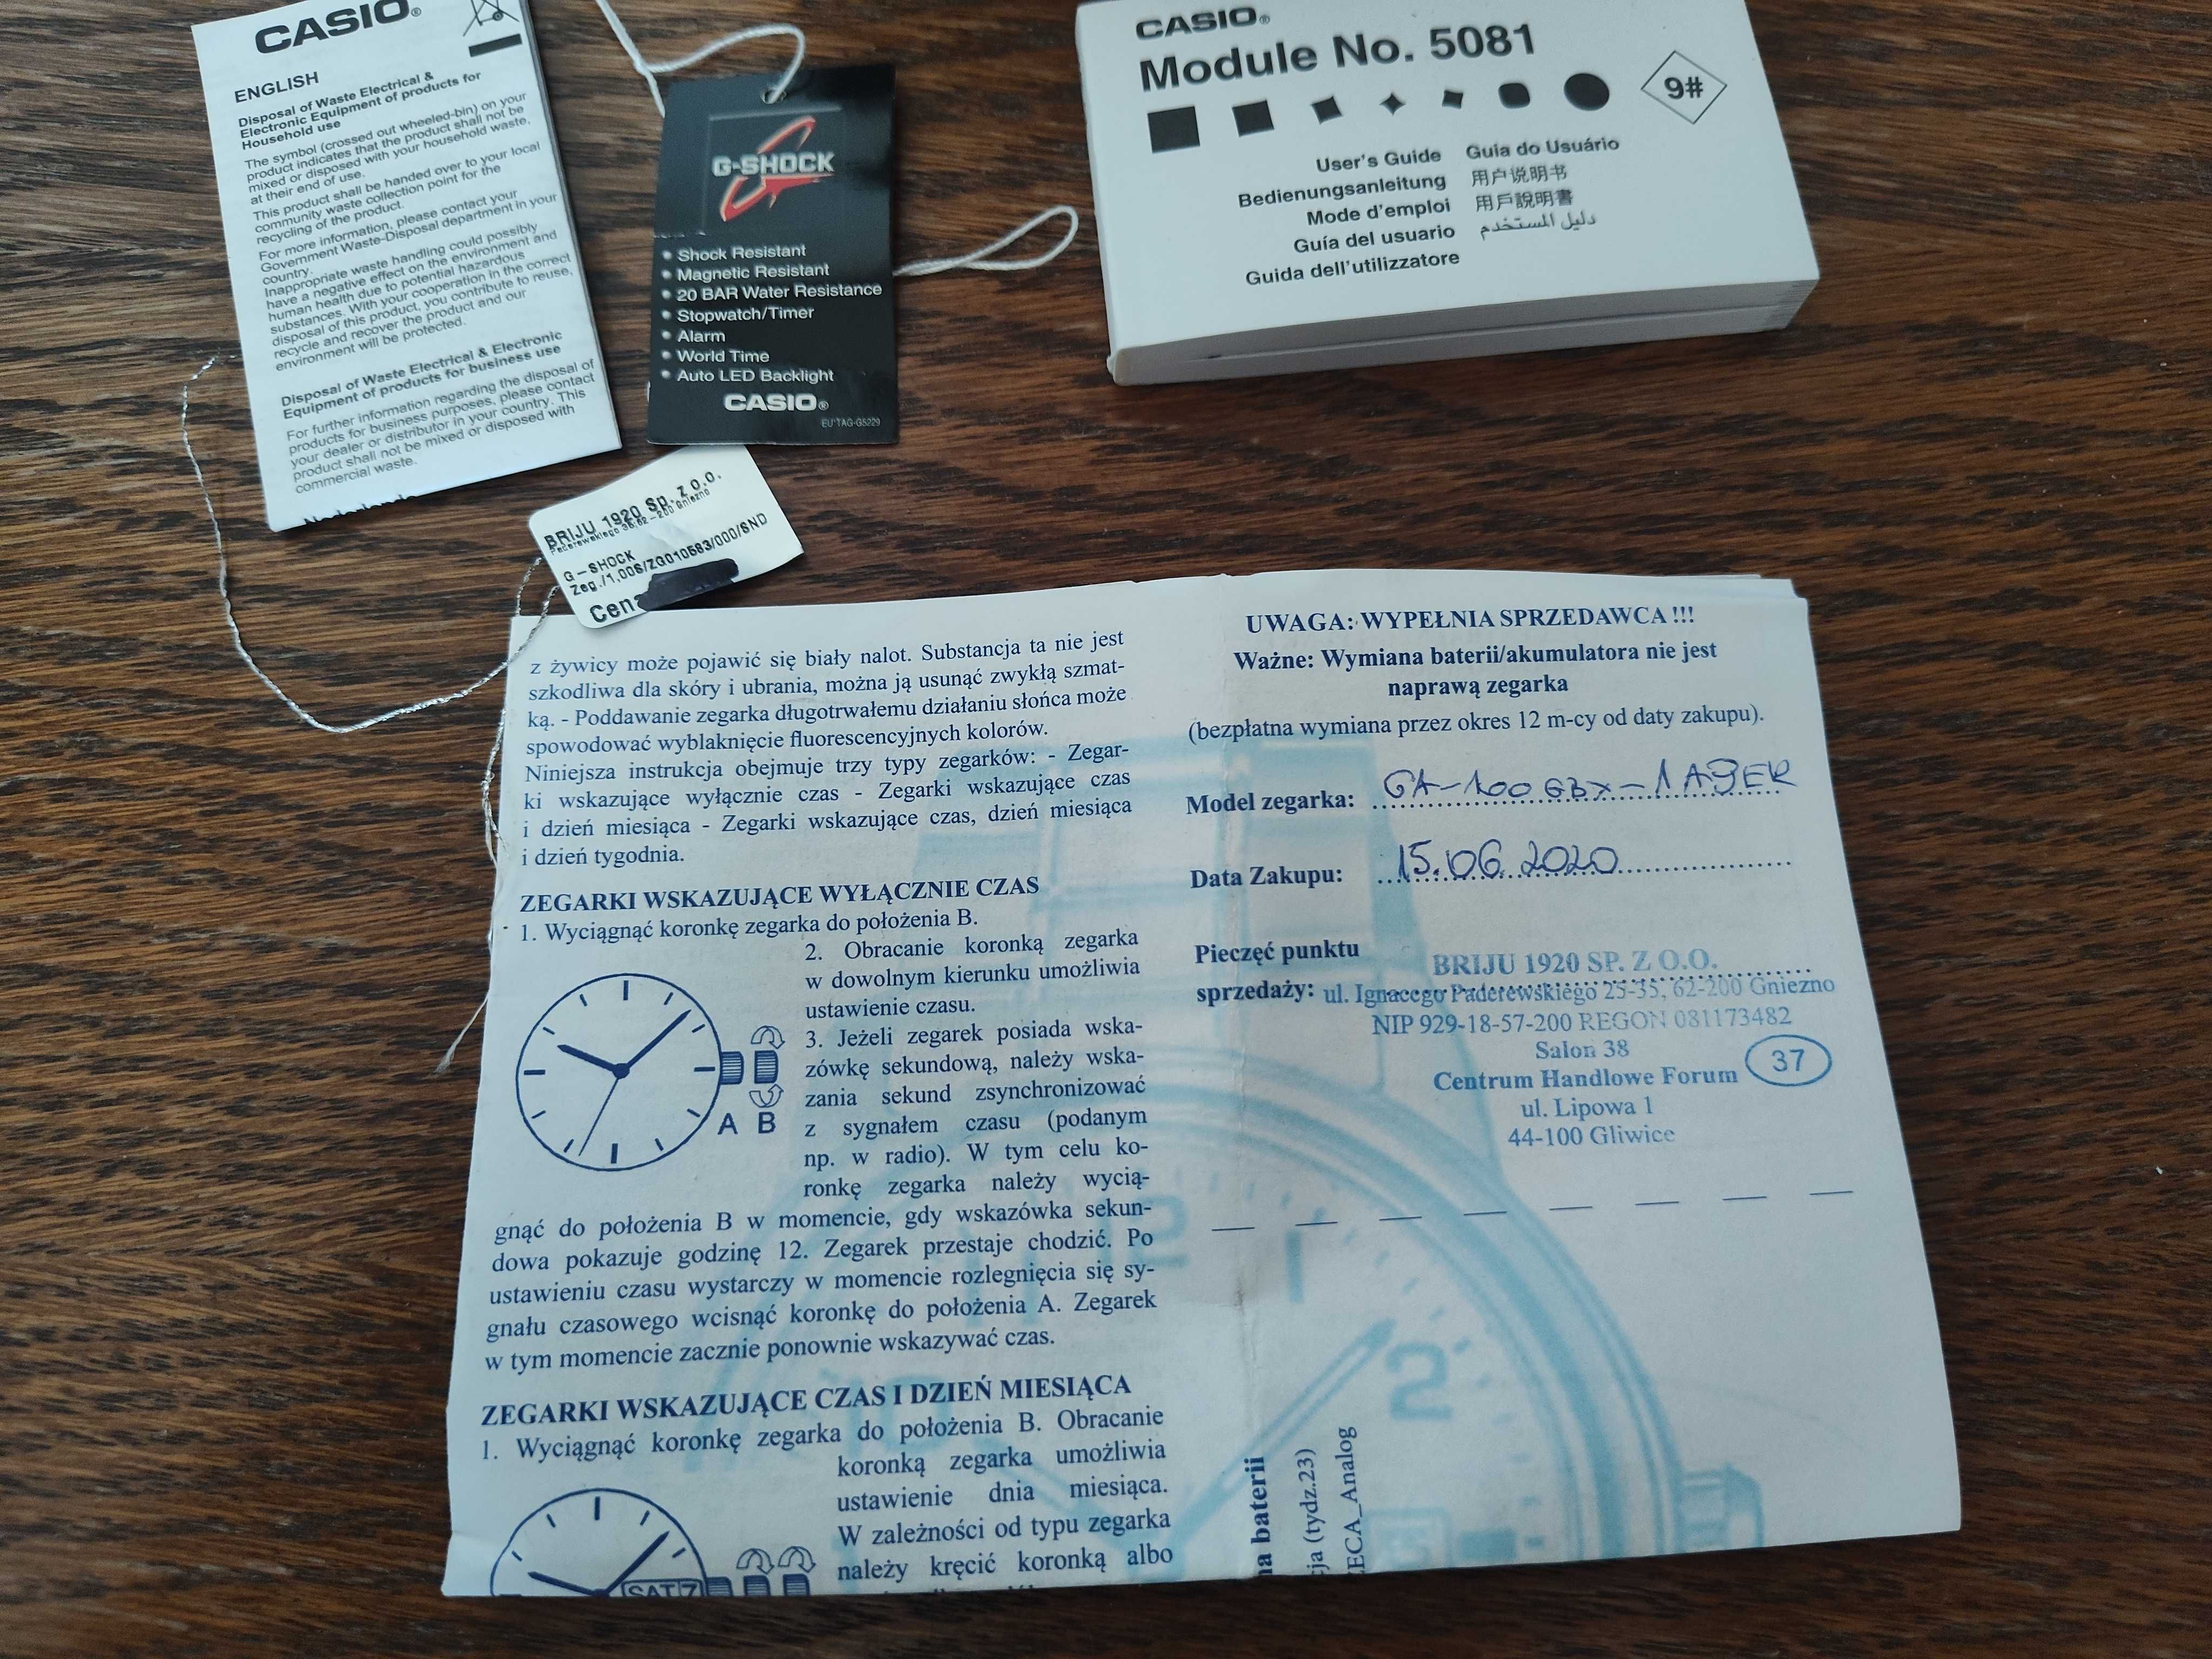 CASIO®
ENGLISH
Disposal of Waste Electrical &
Electronic Equipment of products for
Household use
The symbol (crossed out wheeled-bin) on your
product indicates that the product shall not be
mixed or disposed with your household waste,
at their end of use.
This product shall be handed over to your local
community waste collection point for the
recycling of the product.
For more information, please contact your
Government Waste-Disposal department in your
country.
Inappropriate waste handling could possibly
have a negative effect on the environment and
human health due to potential hazardous
substances. With your cooperation in the correct
disposal of this product, you contribute to reuse,
recycle and recover the product and our
environment will be protected.
Disposal of Waste Electrical & Electronic
Equipment of products for business use
For further information regarding the disposal of
products for business purposes, please contact
your dealer or distributor in your country. This
product shall not be mixed or disposed with
commercial waste.
G-SHOCK
• Shock Resistant
• Magnetic Resistant
• 20 BAR Water Resistance
• Stopwatch/Timer
• Alarm
• World Time
• Auto LED Backlight
CASIO®
EU'TAG-G5229
CASIO®
Module No. 5081
9#
User's Guide Guia do Usuário
Bedienungsanleitung 用户说明书
Mode d'emploi 用戶說明書
Guía del usuario دليل المستخدم
Guida dell'utilizzatore
BRIJU 1920 Sp. z o.o.
Paderewskiego 35,62-200 Gniezno
G-SHOCK
Zeg./1,00S/ZG010583/000/SND
Cena
z żywicy może pojawić się biały nalot. Substancja ta nie jest
szkodliwa dla skóry i ubrania, można ją usunąć zwykłą szmat-
ką. - Poddawanie zegarka długotrwałemu działaniu słońca może
spowodować wyblaknięcie fluorescencyjnych kolorów.
Niniejsza instrukcja obejmuje trzy typy zegarków: - Zegar-
ki wskazujące wyłącznie czas - Zegarki wskazujące czas
i dzień miesiąca - Zegarki wskazujące czas, dzień miesiąca
i dzień tygodnia.
ZEGARKI WSKAZUJĄCE WYŁĄCZNIE CZAS
1. Wyciągnąć koronkę zegarka do położenia B.
2. Obracanie koronką zegarka
w dowolnym kierunku umożliwia
ustawienie czasu.
3. Jeżeli zegarek posiada wska-
zówkę sekundową, należy wska-
zania sekund zsynchronizować
z sygnałem czasu (podanym
np. w radio). W tym celu ko-
ronkę zegarka należy wycią-
A B
gnąć do położenia B w momencie, gdy wskazówka sekun-
dowa pokazuje godzinę 12. Zegarek przestaje chodzić. Po
ustawieniu czasu wystarczy w momencie rozlegnięcia się sy-
gnału czasowego wcisnąć koronkę do położenia A. Zegarek
w tym momencie zacznie ponownie wskazywać czas.
ZEGARKI WSKAZUJĄCE CZAS I DZIEŃ MIESIĄCA
1. Wyciągnąć koronkę zegarka do położenia B. Obracanie
koronką zegarka umożliwia
ustawienie dnia miesiąca.
W zależności od typu zegarka
należy kręcić koronką albo
SAT 7
UWAGA: WYPEŁNIA SPRZEDAWCA !!!
Ważne: Wymiana baterii/akumulatora nie jest
naprawą zegarka
(bezpłatna wymiana przez okres 12 m-cy od daty zakupu).
Model zegarka: GA-100GBX-1A9ER
Data Zakupu: 15.06.2020
Pieczęć punktu
sprzedaży:
BRIJU 1920 SP. Z O.O.
ul. Ignacego Paderewskiego 25-35, 62-200 Gniezno
NIP 929-18-57-200 REGON 081173482
Salon 38
37
Centrum Handlowe Forum
ul. Lipowa 1
44-100 Gliwice
12
1
2
baterii
(tydz.23)
ECA_Analog